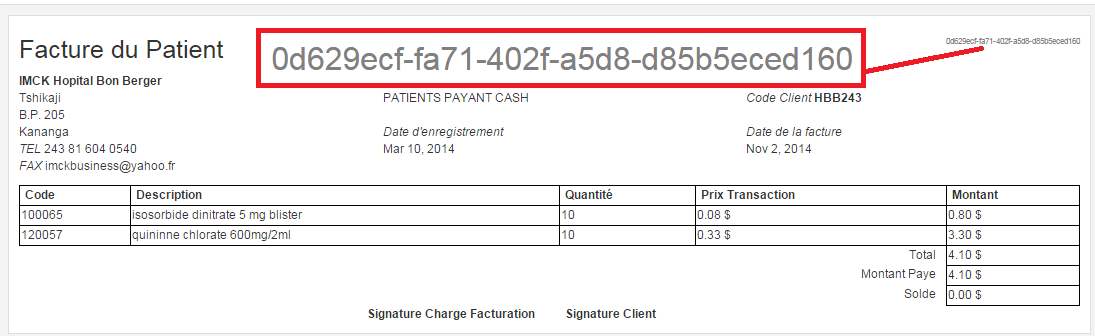 Facture du Patient
0d629ecf-fa71-402f-a5d8-d85b5eced160
0d629ecf-fa71-402f-a5d8-d85b5eced160
IMCK Hopital Bon Berger
Tshikaji PATIENTS PAYANT CASH Code Client HBB243
B.P. 205
Kananga Date d'enregistrement Date de la facture
TEL 243 81 604 0540 Mar 10, 2014 Nov 2, 2014
FAX imckbusiness@yahoo.fr
Code Description Quantité Prix Transaction Montant
100065 isosorbide dinitrate 5 mg blister 10 0.08 $ 0.80 $
120057 quininne chlorate 600mg/2ml 10 0.33 $ 3.30 $
Total 4.10 $
Montant Paye 4.10 $
Solde 0.00 $
Signature Charge Facturation Signature Client